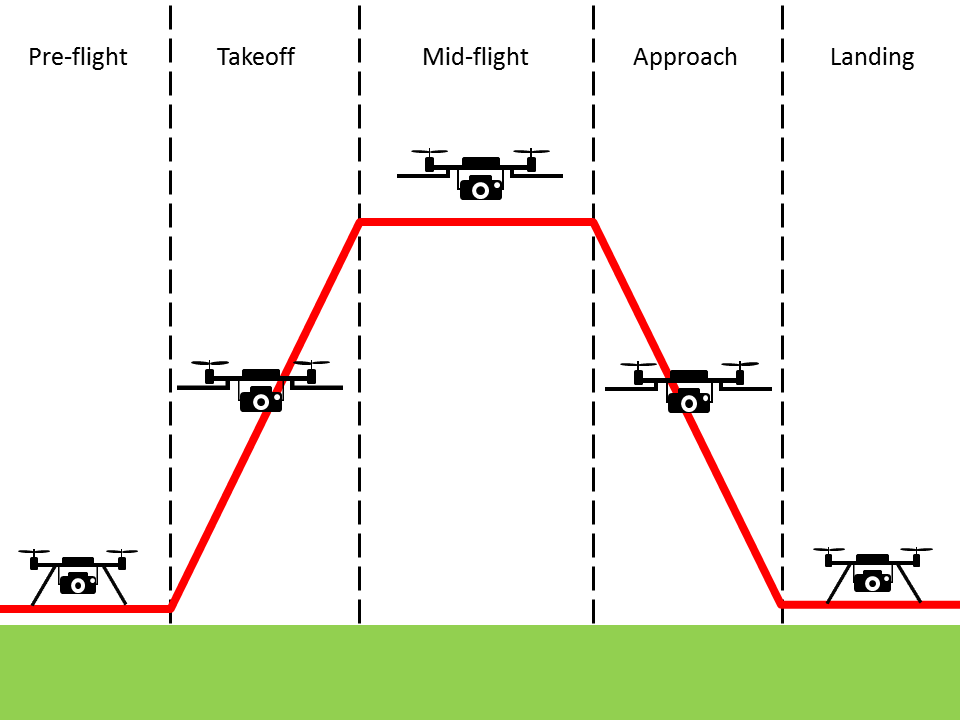 Pre-flight
Takeoff
Mid-flight
Approach
Landing